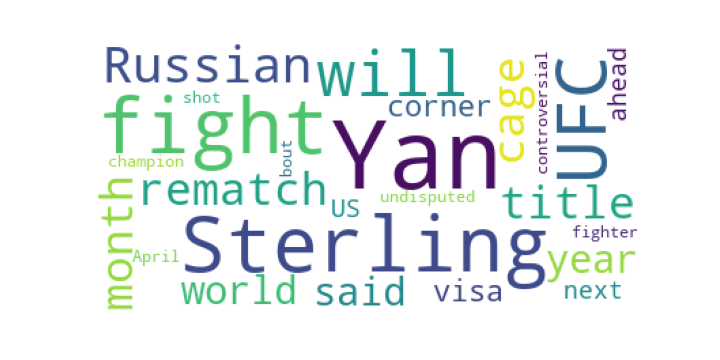 Russian
will
UFC
cage
controversial
ahead
shot
corner
fight
Yan
bout
champion
month
rematch
US
undisputed
title
fighter
Sterling
year
April
world
said
visa
next